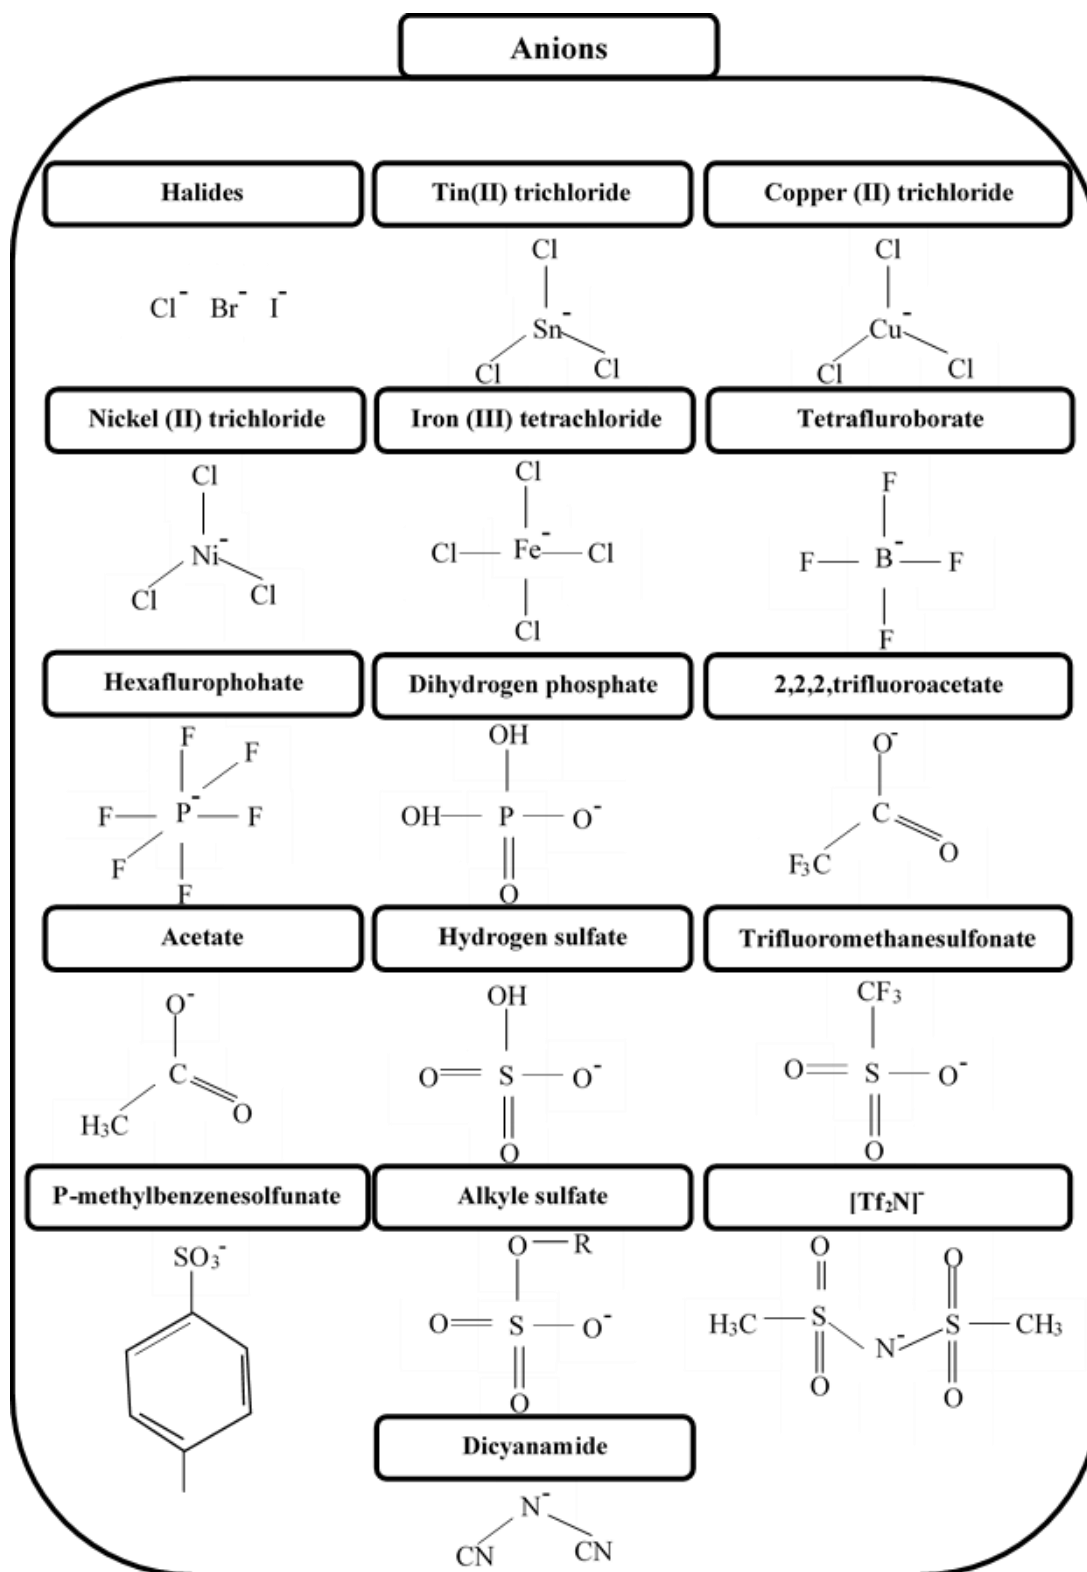 Anions
Halides
Tin(II) trichloride
Copper (II) trichloride
Cl⁻ Br⁻ I⁻
Cl
Sn⁻
Cl
Cl
Cl
Cu⁻
Cl
Cl
Nickel (II) trichloride
Iron (III) tetrachloride
Tetrafluroborate
Cl
Ni⁻
Cl
Cl
Cl
Cl
Fe⁻
Cl
Cl
F
F
B⁻
F
F
Hexaflurophohate
Dihydrogen phosphate
2,2,2,trifluoroacetate
F
F
F
P⁻
F
F
F
OH
OH
P
O⁻
O
O⁻
C
F₃C
O
Acetate
Hydrogen sulfate
Trifluoromethanesulfonate
O⁻
C
H₃C
O
OH
O
S
O⁻
O
CF₃
O
S
O⁻
O
P-methylbenzenesolfunate
Alkyle sulfate
[Tf₂N]⁻
SO₃⁻
O
R
O
S
O⁻
O
O
O
H₃C
S
N⁻
S
CH₃
O
O
Dicyanamide
N⁻
CN
CN